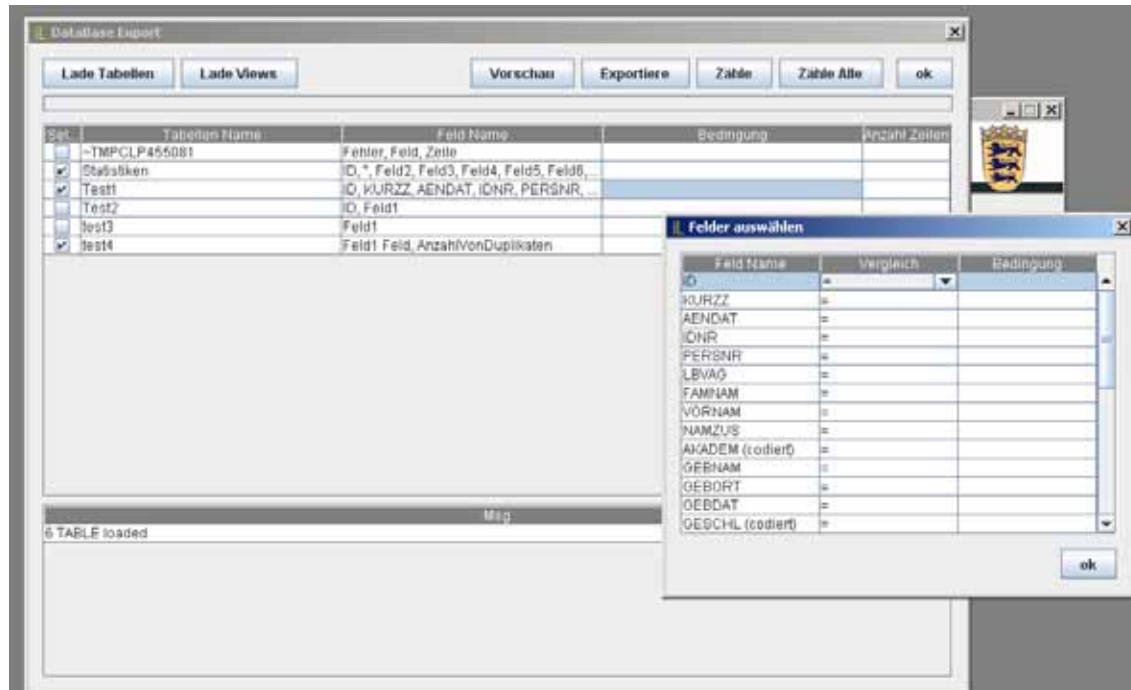 DataBase Export
Lade Tabellen Lade Views Vorschau Exportiere Zähle Zähle Alle ok
Sel. Tabellen Name Feld Name Bedingung Anzahl Zeilen
~TMPCLP455081 Fehler, Feld, Zeile
Statistiken ID, *, Feld2, Feld3, Feld4, Feld5, Feld6, ...
Test1 ID, KURZZ, AENDAT, IDNR, PERSNR, ...
Test2 ID, Feld1
test3 Feld1
test4 Feld1 Feld, AnzahlVonDuplikaten
Msg
6 TABLE loaded
Felder auswählen
Feld Name Vergleich Bedingung
ID =
KURZZ =
AENDAT =
IDNR =
PERSNR =
LBVAG =
FAMNAM =
VORNAM =
NAMZUS =
AKADEM (codiert) =
GEBNAM =
GEBORT =
GEBDAT =
GESCHL (codiert) =
ok